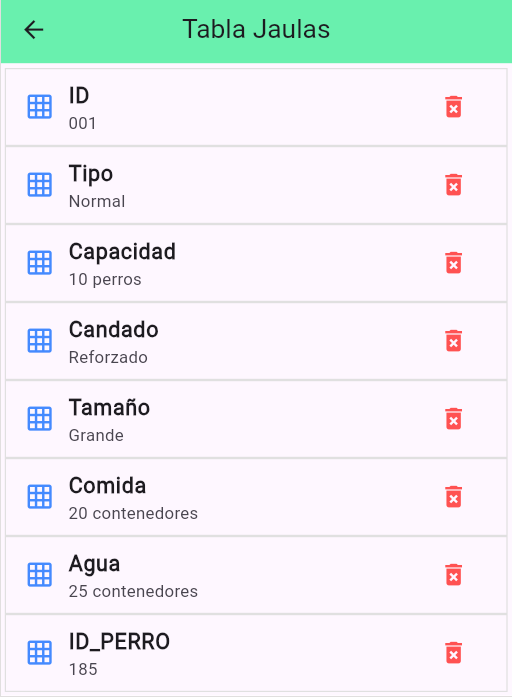 Tabla Jaulas
ID
001
Tipo
Normal
Capacidad
10 perros
Candado
Reforzado
Tamaño
Grande
Comida
20 contenedores
Agua
25 contenedores
ID_PERRO
185